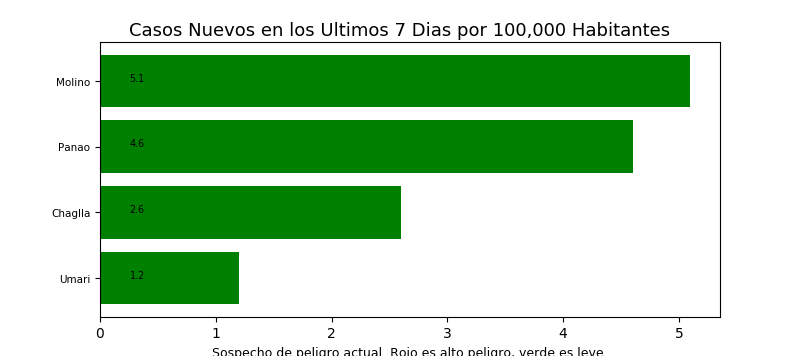 Casos Nuevos en los Ultimos 7 Dias por 100,000 Habitantes
Molino 5.1
Panao 4.6
Chaglla 2.6
Umari 1.2
0 1 2 3 4 5
Sospecho de peligro actual. Rojo es alto peligro, verde es leve